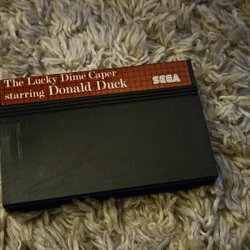 The Lucky Dime Caper
starring Donald Duck
SEGA